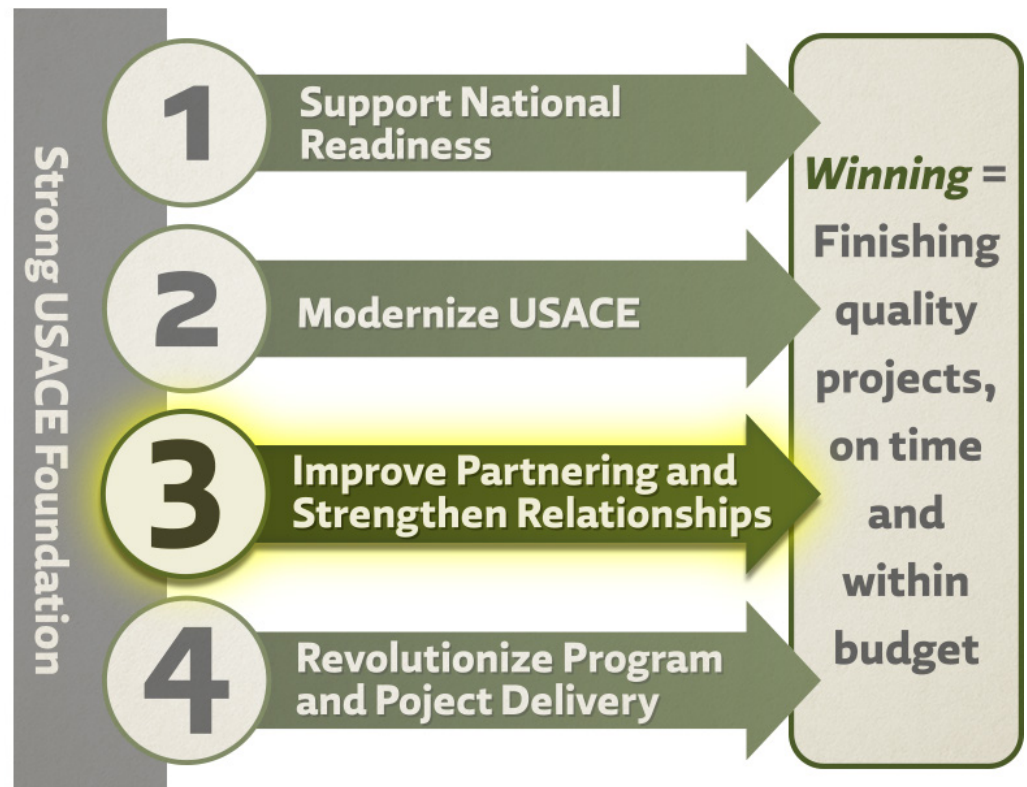 Strong USACE Foundation
1
Support National
Readiness
2
Modernize USACE
3
Improve Partnering and
Strengthen Relationships
4
Revolutionize Program
and Poject Delivery
Winning =
Finishing
quality
projects,
on time
and
within
budget